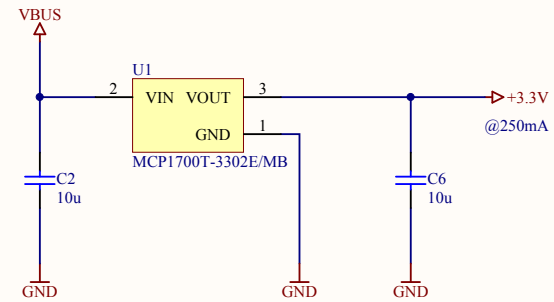 VBUS
U1
2
VIN
VOUT
3
+3.3V
GND
1
@250mA
MCP1700T-3302E/MB
C2
10u
C6
10u
GND
GND
GND